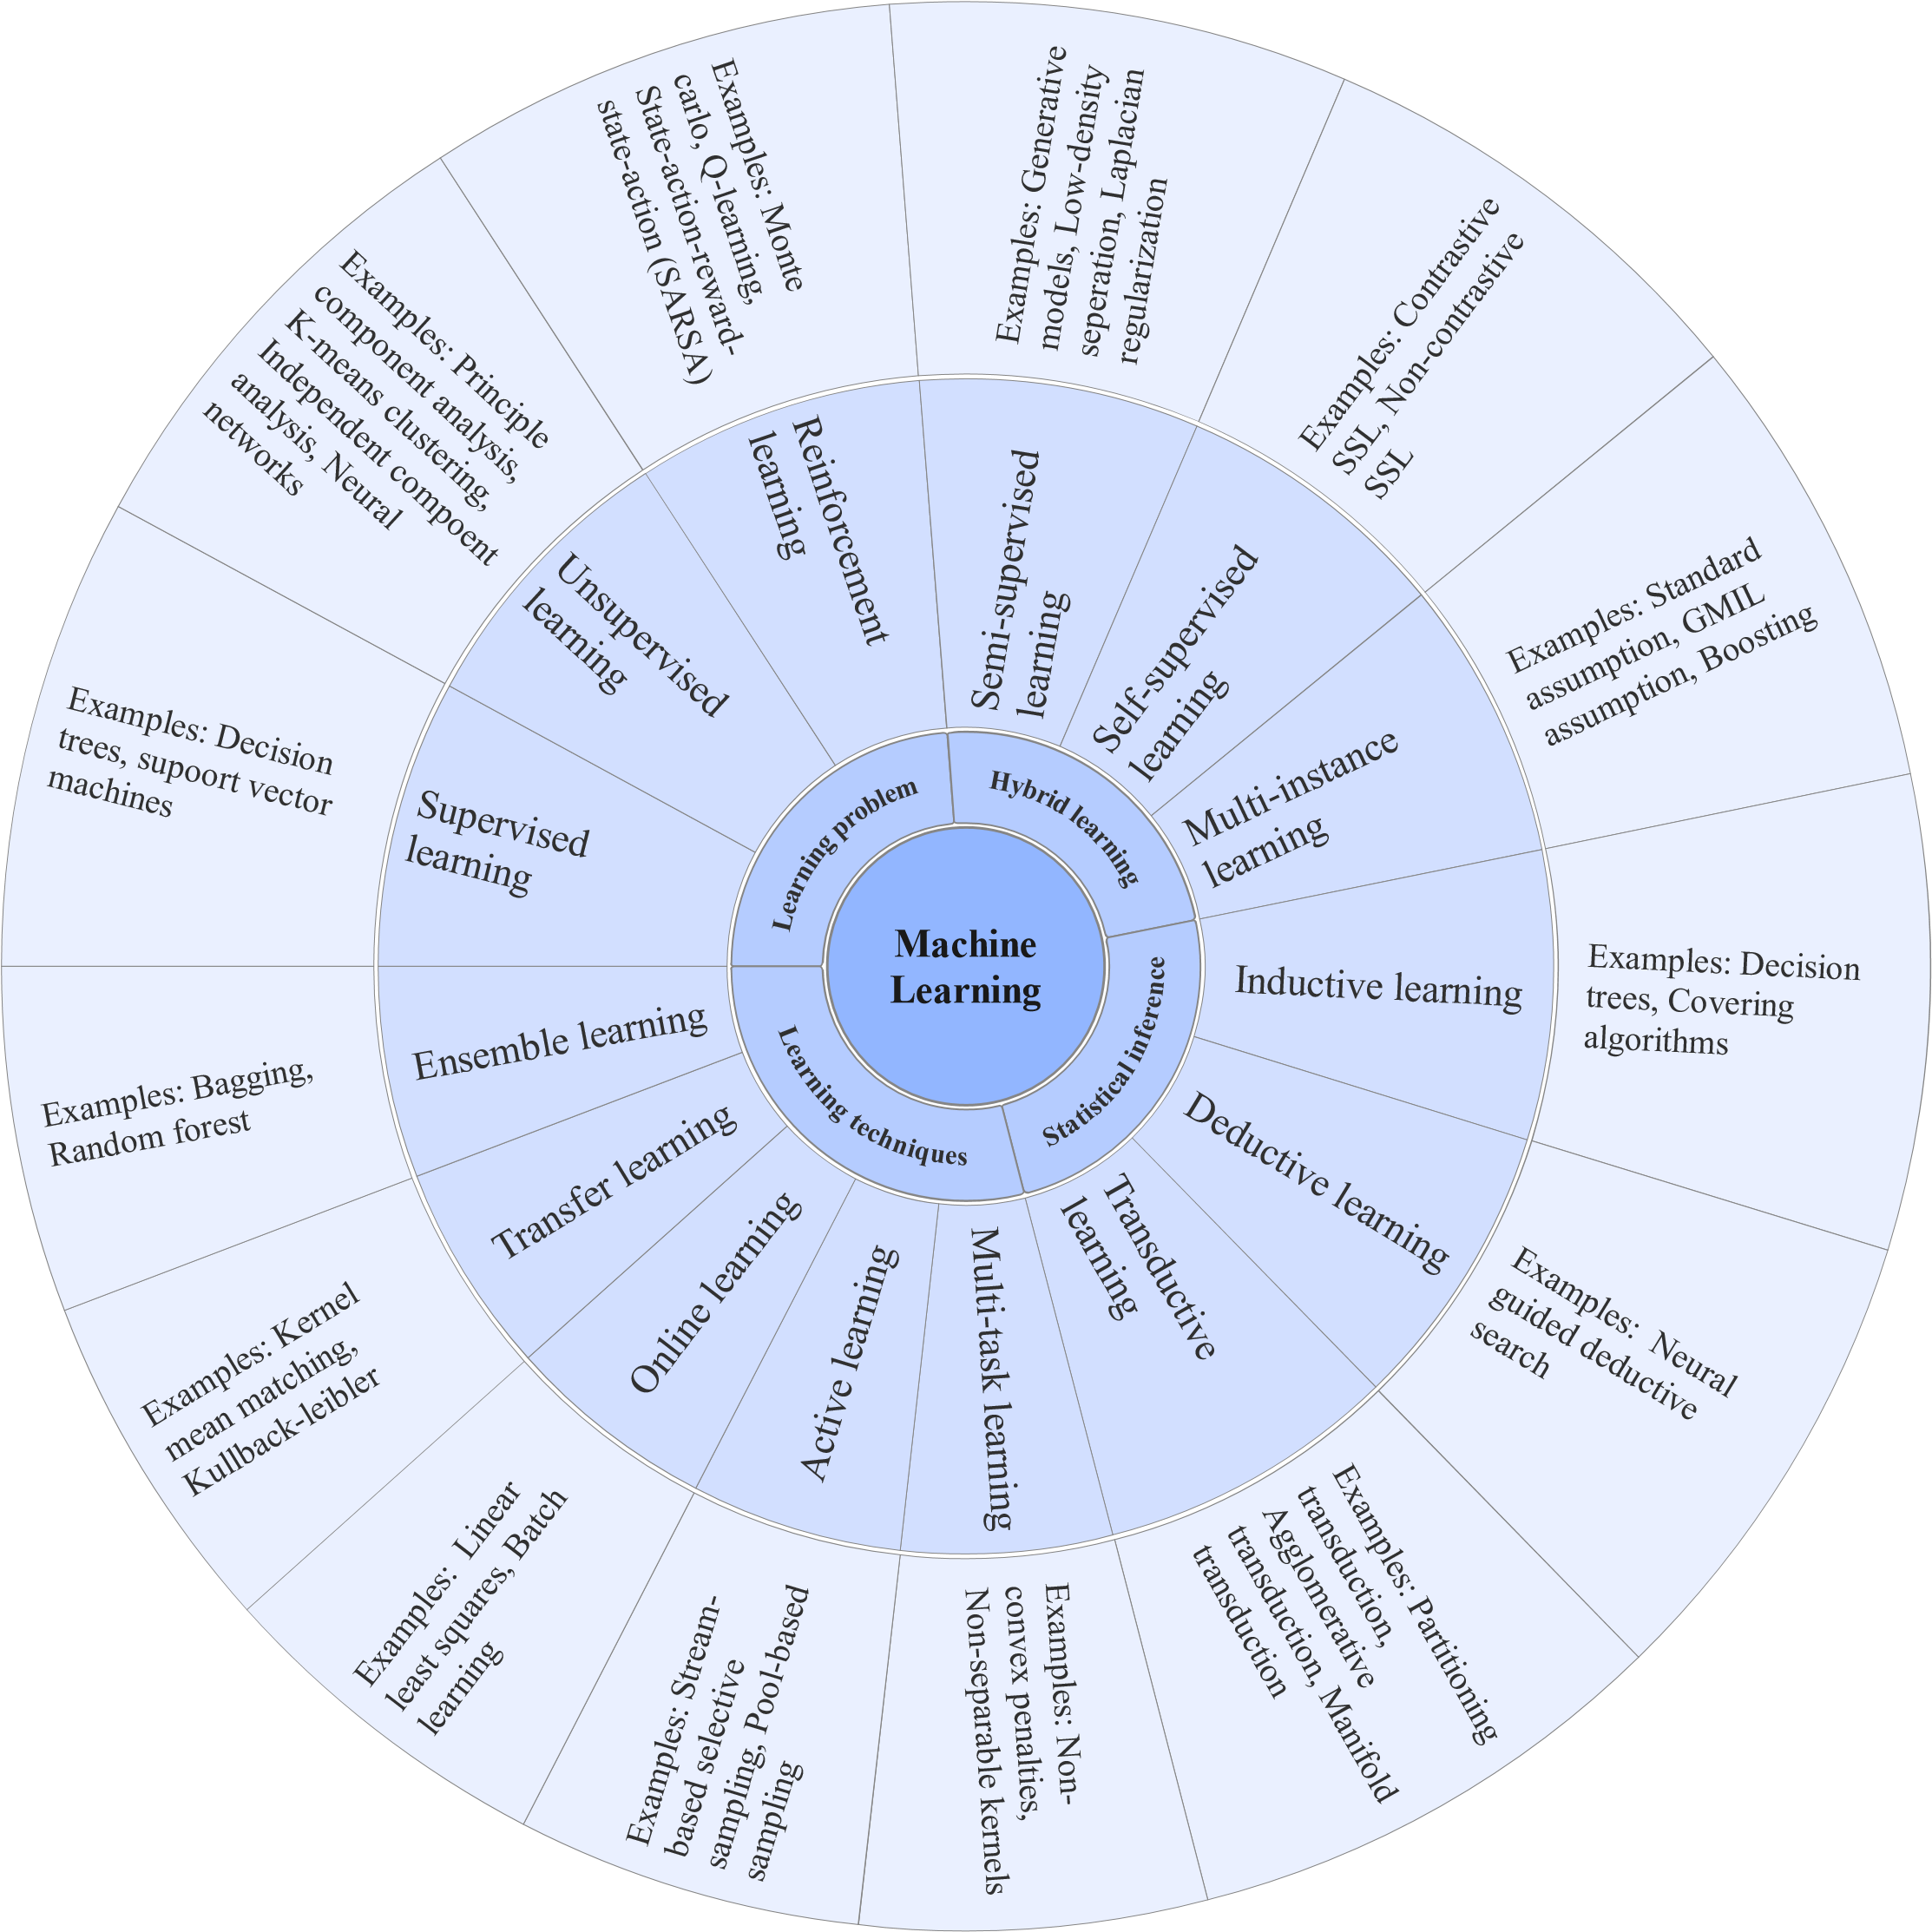 Machine
Learning
Learning problem
Hybrid learning
Statistical inference
Learning techniques
Supervised
learning
Unsupervised
learning
Reinforcement
learning
Semi-supervised
learning
Self-supervised
learning
Multi-instance
learning
Inductive learning
Deductive learning
Transductive
learning
Multi-task learning
Active learning
Online learning
Transfer learning
Ensemble learning
Examples: Decision
trees, supoort vector
machines
Examples: Principle
component analysis,
K-means clustering,
Independent compoent
analysis, Neural
networks
Examples: Monte
carlo, Q-learning,
State-action-reward-
state-action (SARSA)
Examples: Generative
models, Low-density
seperation, Laplacian
regularization
Examples: Contrastive
SSL, Non-contrastive
SSL
Examples: Standard
assumption, GMIL
assumption, Boosting
Examples: Decision
trees, Covering
algorithms
Examples: Neural
guided deductive
search
Examples: Partitioning
transduction,
Agglomerative
transduction, Manifold
transduction
Examples: Non-
convex penalties,
Non-separable kernels
Examples: Stream-
based selective
sampling, Pool-based
sampling
Examples: Linear
least squares, Batch
learning
Examples: Kernel
mean matching,
Kullback-leibler
Examples: Bagging,
Random forest